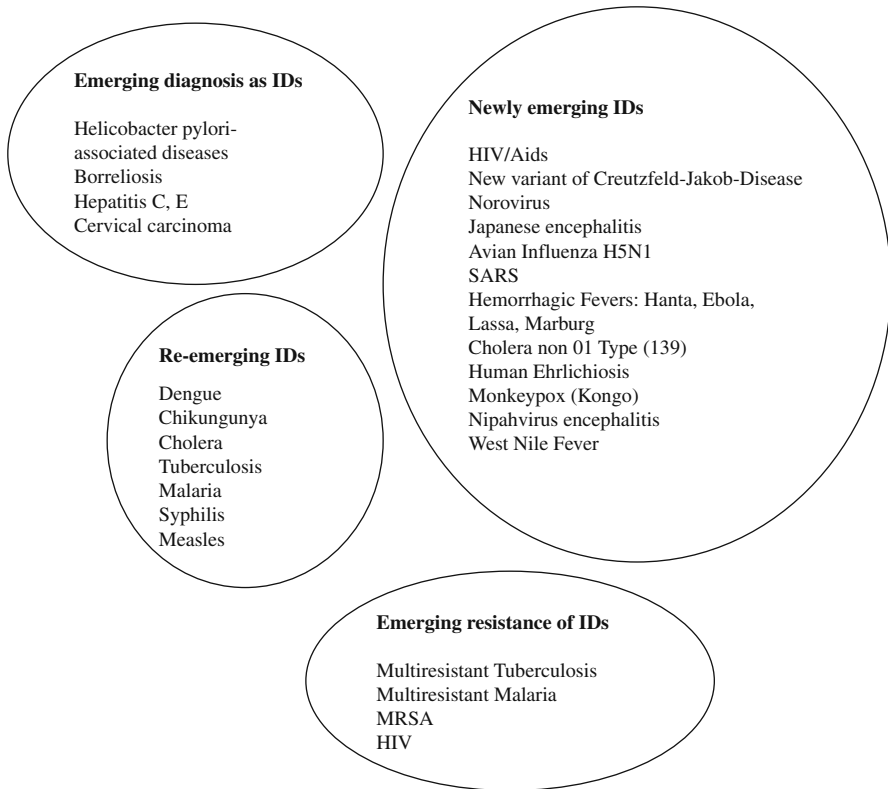 Emerging diagnosis as IDs
Helicobacter pylori-
associated diseases
Borreliosis
Hepatitis C, E
Cervical carcinoma
Newly emerging IDs
HIV/Aids
New variant of Creutzfeld-Jakob-Disease
Norovirus
Japanese encephalitis
Avian Influenza H5N1
SARS
Hemorrhagic Fevers: Hanta, Ebola,
Lassa, Marburg
Cholera non 01 Type (139)
Human Ehrlichiosis
Monkeypox (Kongo)
Nipahvirus encephalitis
West Nile Fever
Re-emerging IDs
Dengue
Chikungunya
Cholera
Tuberculosis
Malaria
Syphilis
Measles
Emerging resistance of IDs
Multiresistant Tuberculosis
Multiresistant Malaria
MRSA
HIV